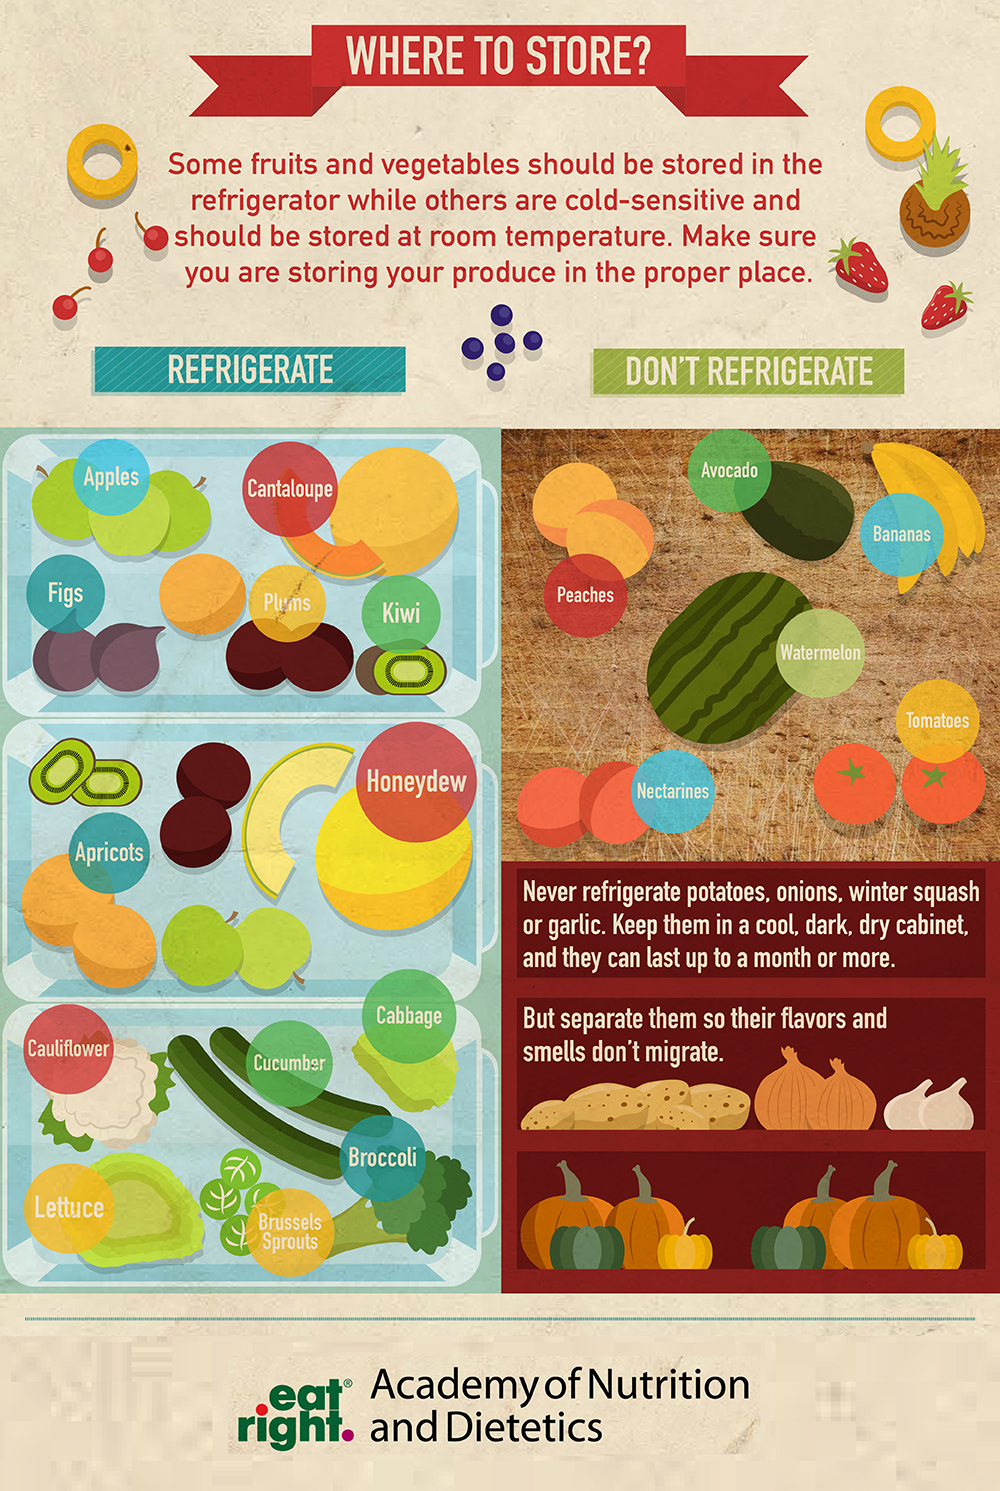 WHERE TO STORE?
Some fruits and vegetables should be stored in the
refrigerator while others are cold-sensitive and
should be stored at room temperature. Make sure
you are storing your produce in the proper place.
REFRIGERATE
Apples
Cantaloupe
Figs
Plums
Kiwi
Honeydew
Apricots
Cabbage
Cauliflower
Cucumber
Broccoli
Lettuce
Brussels
Sprouts
DON'T REFRIGERATE
Avocado
Bananas
Peaches
Watermelon
Tomatoes
Nectarines
Never refrigerate potatoes, onions, winter squash
or garlic. Keep them in a cool, dark, dry cabinet,
and they can last up to a month or more.
But separate them so their flavors and
smells don't migrate.
eat®
right.
Academy of Nutrition
and Dietetics